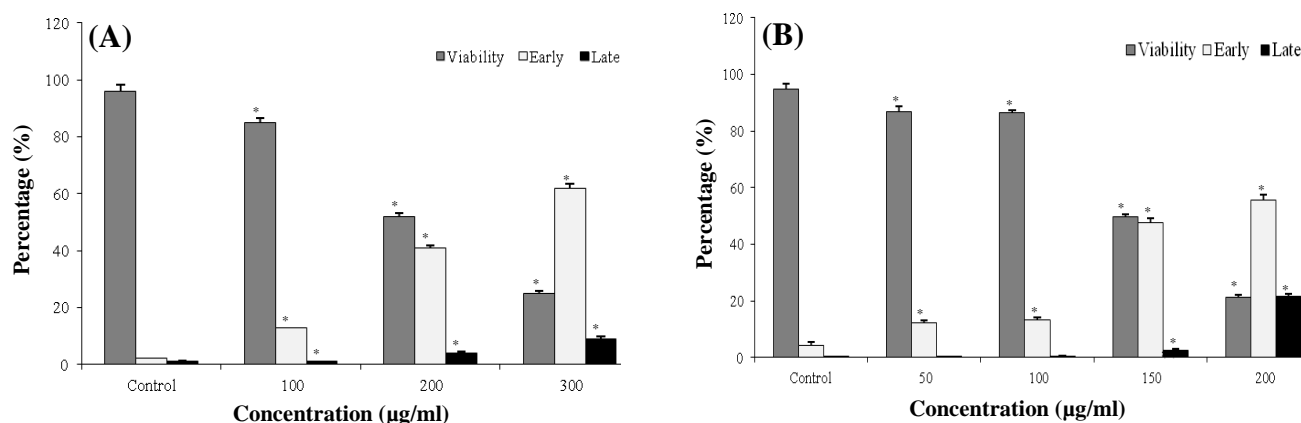 (A)
Viability Early Late
Percentage (%)
120
100
80
60
40
20
0
* * * * * * * * *
Control 100 200 300
Concentration (µg/ml)
(B)
Viability Early Late
Percentage (%)
120
100
80
60
40
20
0
* * * * * * * * * *
Control 50 100 150 200
Concentration (µg/ml)